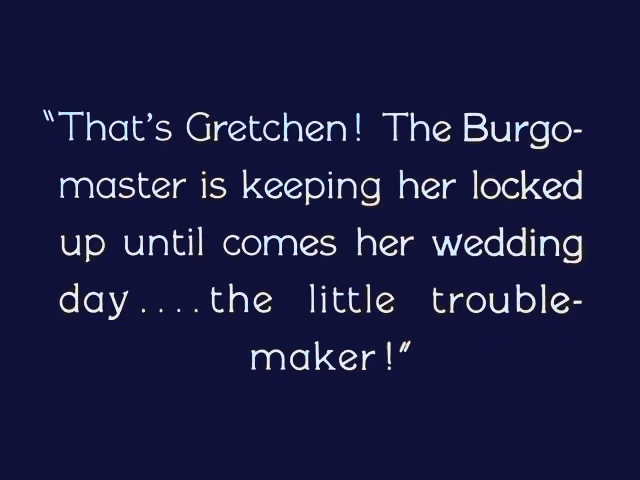 "That's Gretchen! The Burgo-
master is keeping her locked
up until comes her wedding
day....the little trouble-
maker!"